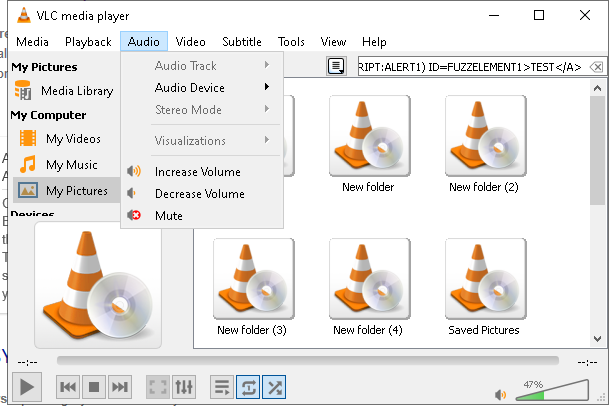 VLC media player
Media Playback Audio Video Subtitle Tools View Help
My Pictures
Media Library
My Computer
My Videos
My Music
My Pictures
Devices
Audio Track
Audio Device
Stereo Mode
Visualizations
Increase Volume
Decrease Volume
Mute
RIPT:ALERT1) ID=FUZZELEMENT1>TEST</A>
New folder
New folder (2)
New folder (3)
New folder (4)
Saved Pictures
--:--
--:--
47%